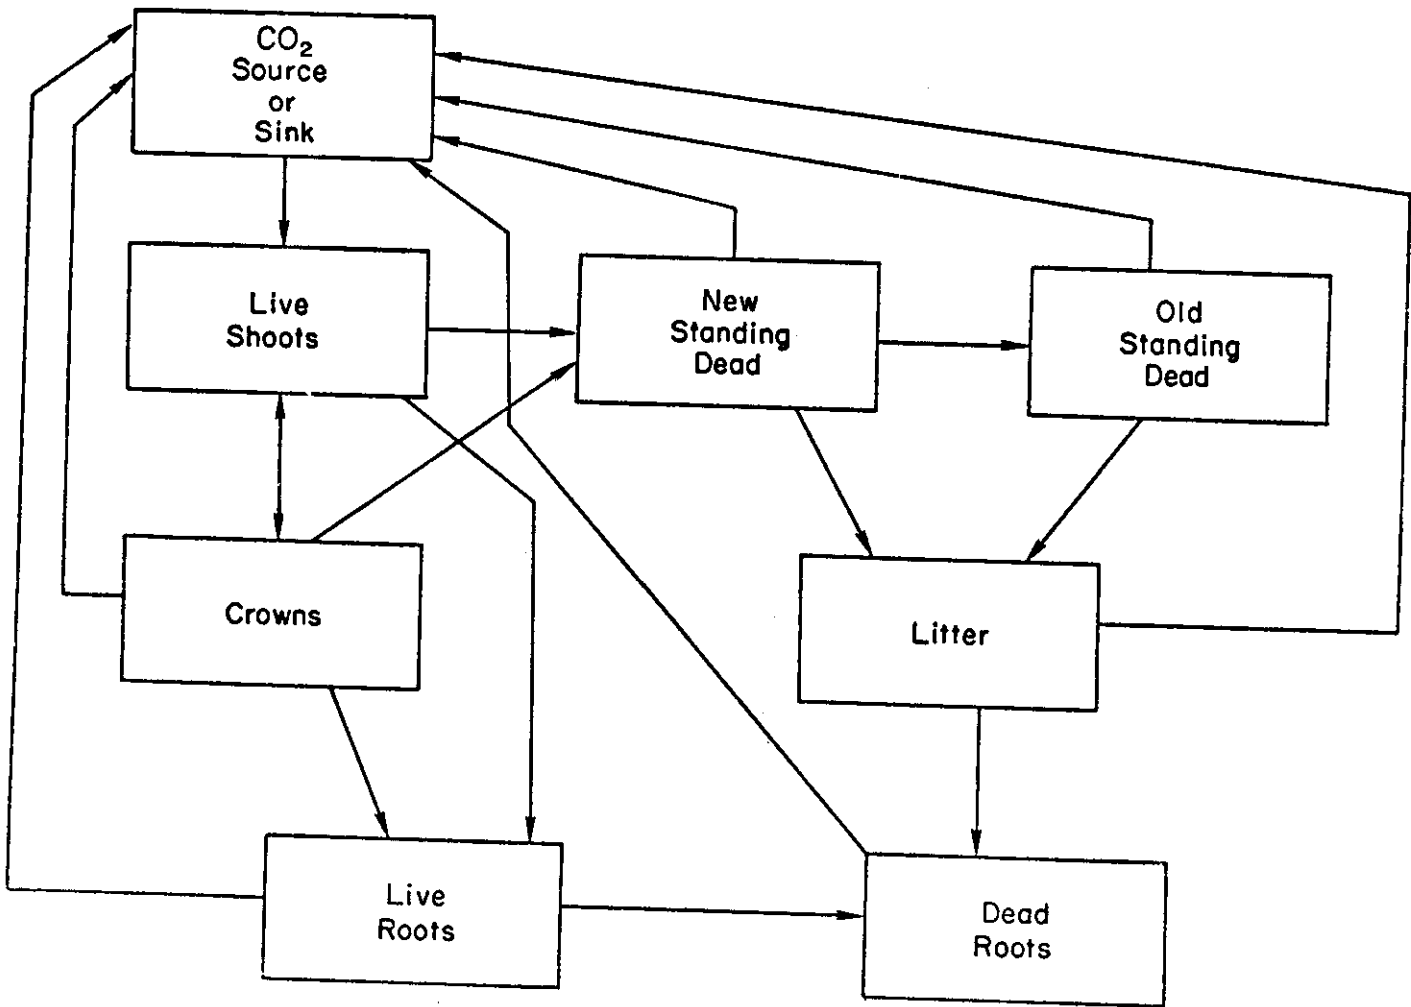 CO₂
Source
or
Sink
Live
Shoots
New
Standing
Dead
Old
Standing
Dead
Crowns
Litter
Live
Roots
Dead
Roots